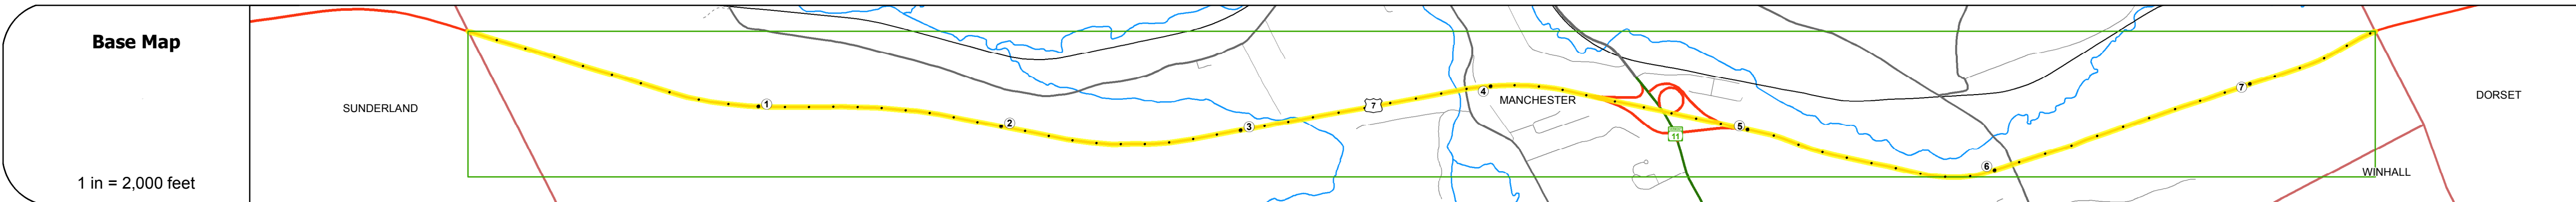 Base Map
1 in = 2,000 feet
SUNDERLAND
1
2
3
7
4
MANCHESTER
11
5
6
7
WINHALL
DORSET